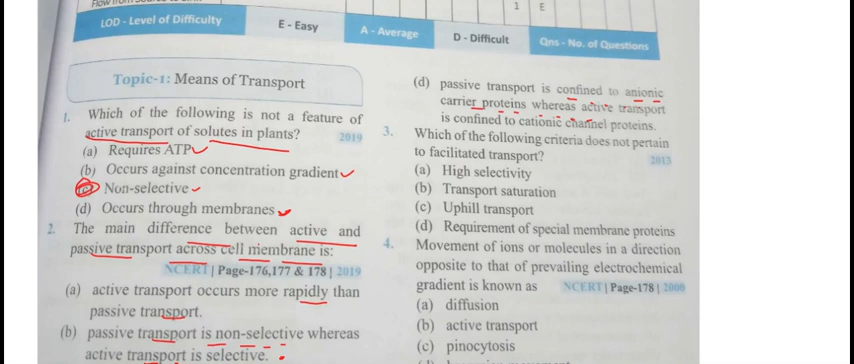 Flow from Source to Sink
1 E
LOD - Level of Difficulty
E - Easy
A - Average
D - Difficult
Qns - No. of Questions
Topic-1: Means of Transport
1. Which of the following is not a feature of
active transport of solutes in plants? 2019
(a) Requires ATP
(b) Occurs against concentration gradient
(c) Non-selective
(d) Occurs through membranes
2. The main difference between active and
passive transport across cell membrane is:
NCERT | Page-176,177 & 178 | 2019
(a) active transport occurs more rapidly than
passive transport.
(b) passive transport is non-selective whereas
active transport is selective.
(d) passive transport is confined to anionic
carrier proteins whereas active transport
is confined to cationic channel proteins.
3. Which of the following criteria does not pertain
to facilitated transport? 2013
(a) High selectivity
(b) Transport saturation
(c) Uphill transport
(d) Requirement of special membrane proteins
4. Movement of ions or molecules in a direction
opposite to that of prevailing electrochemical
gradient is known as NCERT | Page-178 | 2000
(a) diffusion
(b) active transport
(c) pinocytosis